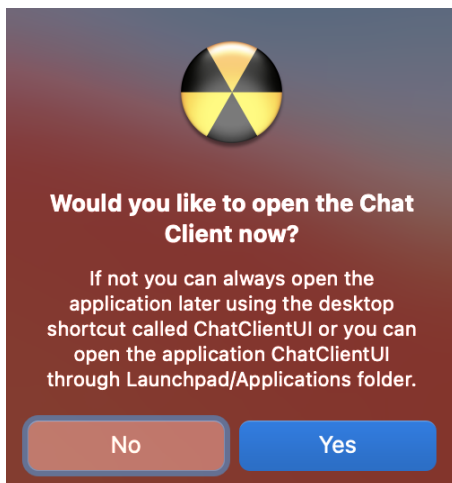 Would you like to open the Chat
Client now?
If not you can always open the
application later using the desktop
shortcut called ChatClientUI or you can
open the application ChatClientUI
through Launchpad/Applications folder.
No
Yes